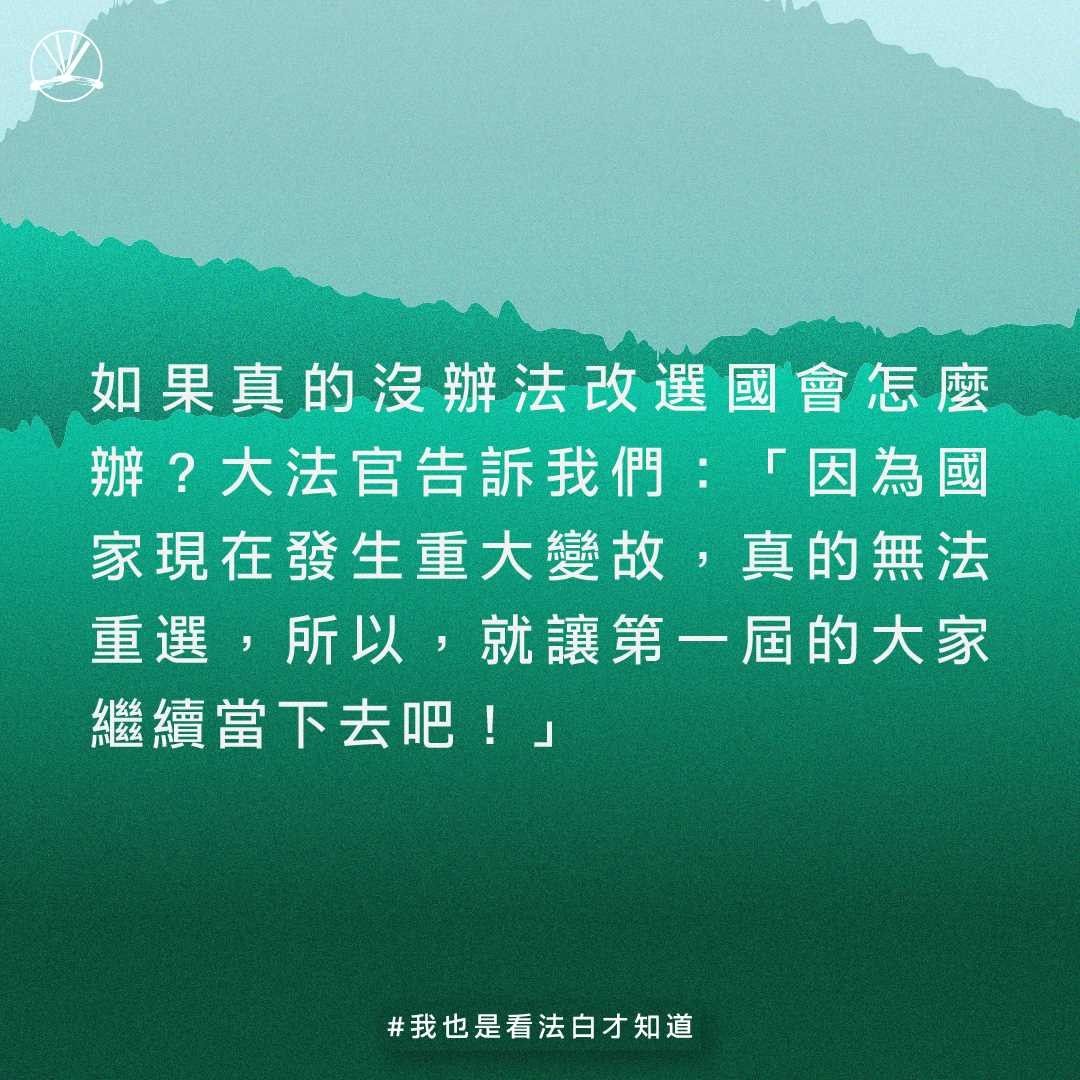 如果真的沒辦法改選國會怎麼
辦？大法官告訴我們：「因為國
家現在發生重大變故，真的無法
重選，所以，就讓第一屆的大家
繼續當下去吧！」
#我也是看法白才知道